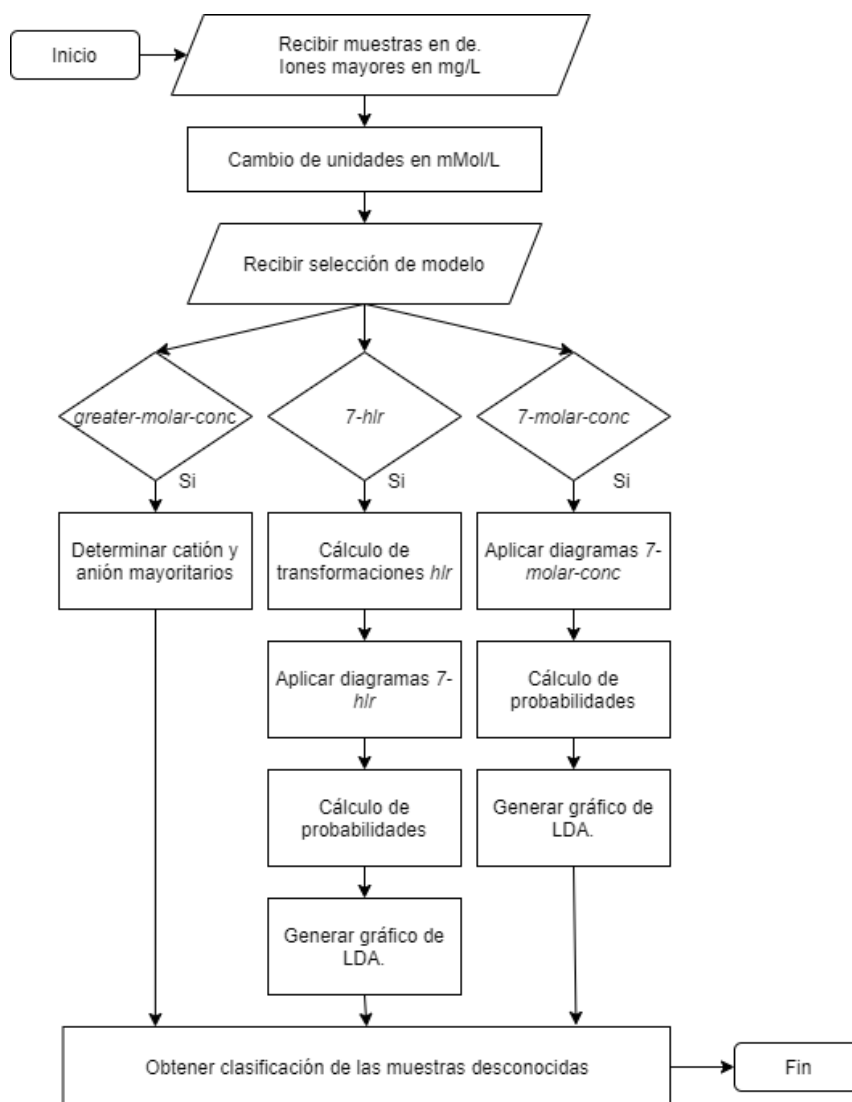 Inicio
Recibir muestras en de.
Iones mayores en mg/L
Cambio de unidades en mMol/L
Recibir selección de modelo
greater-molar-conc
7-hlr
7-molar-conc
Si
Si
Si
Determinar catión y
anión mayoritarios
Cálculo de
transformaciones hlr
Aplicar diagramas 7-
molar-conc
Aplicar diagramas 7-
hlr
Cálculo de
probabilidades
Cálculo de
probabilidades
Generar gráfico de
LDA.
Generar gráfico de
LDA.
Obtener clasificación de las muestras desconocidas
Fin